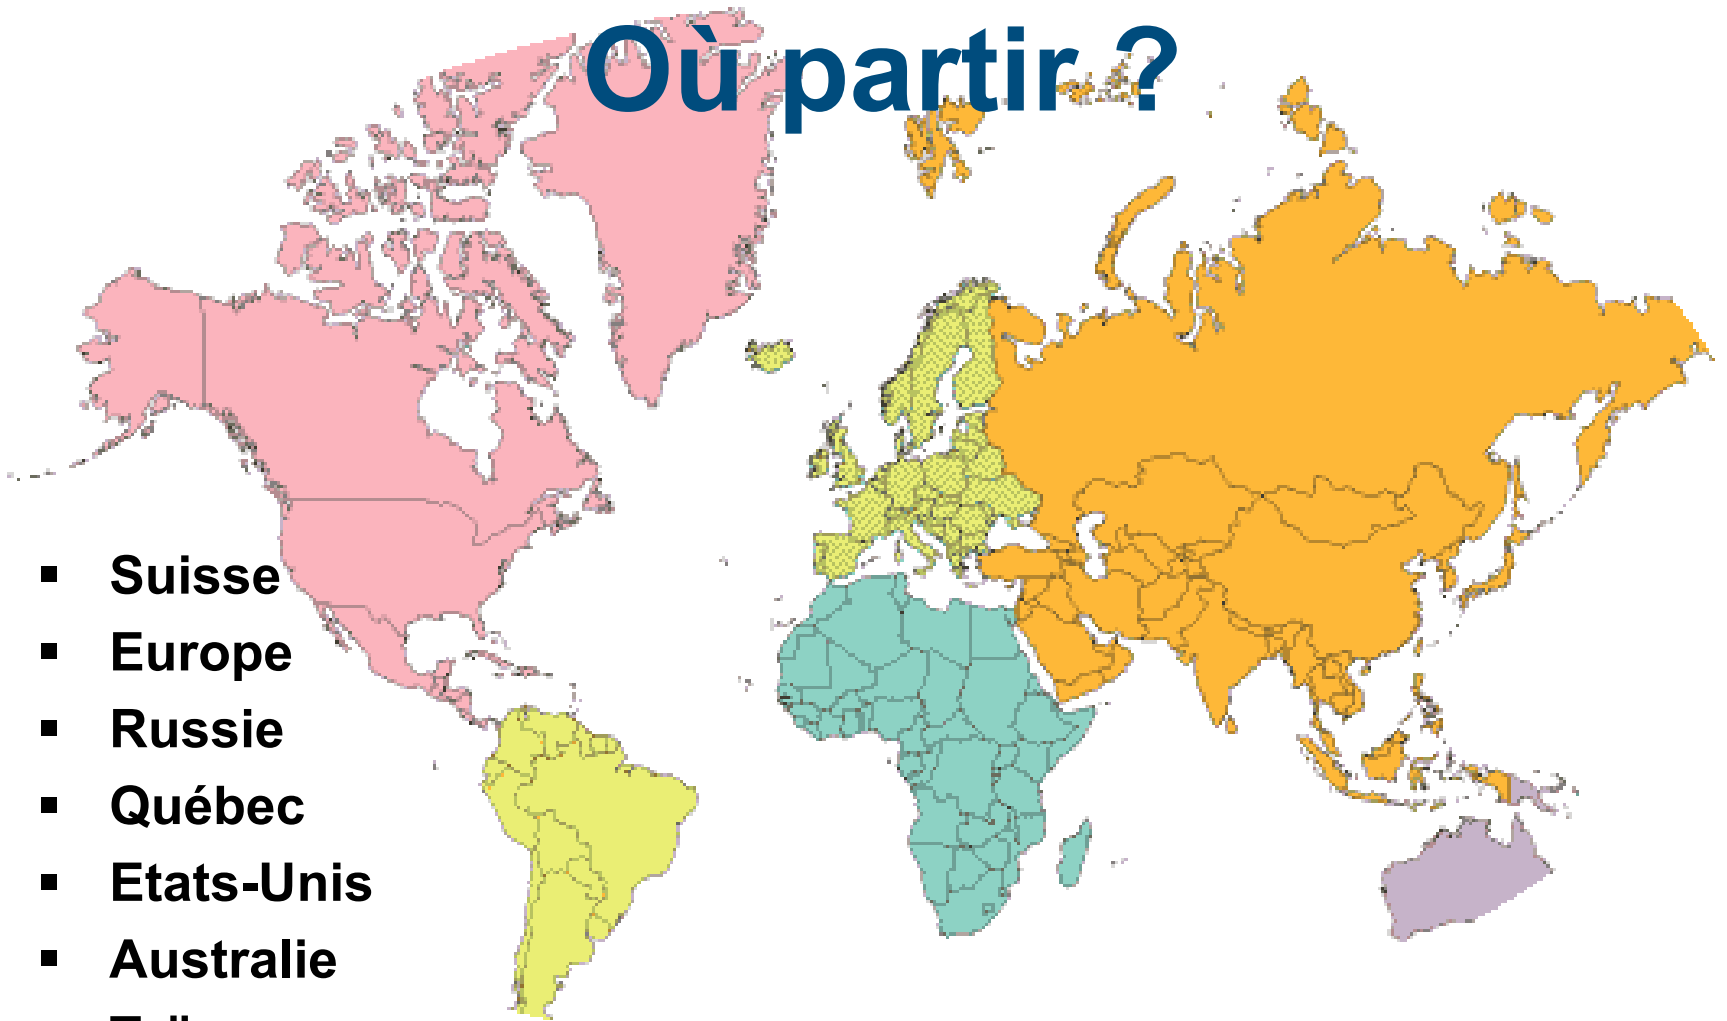 Où partir ?
▪ Suisse
▪ Europe
▪ Russie
▪ Québec
▪ Etats-Unis
▪ Australie